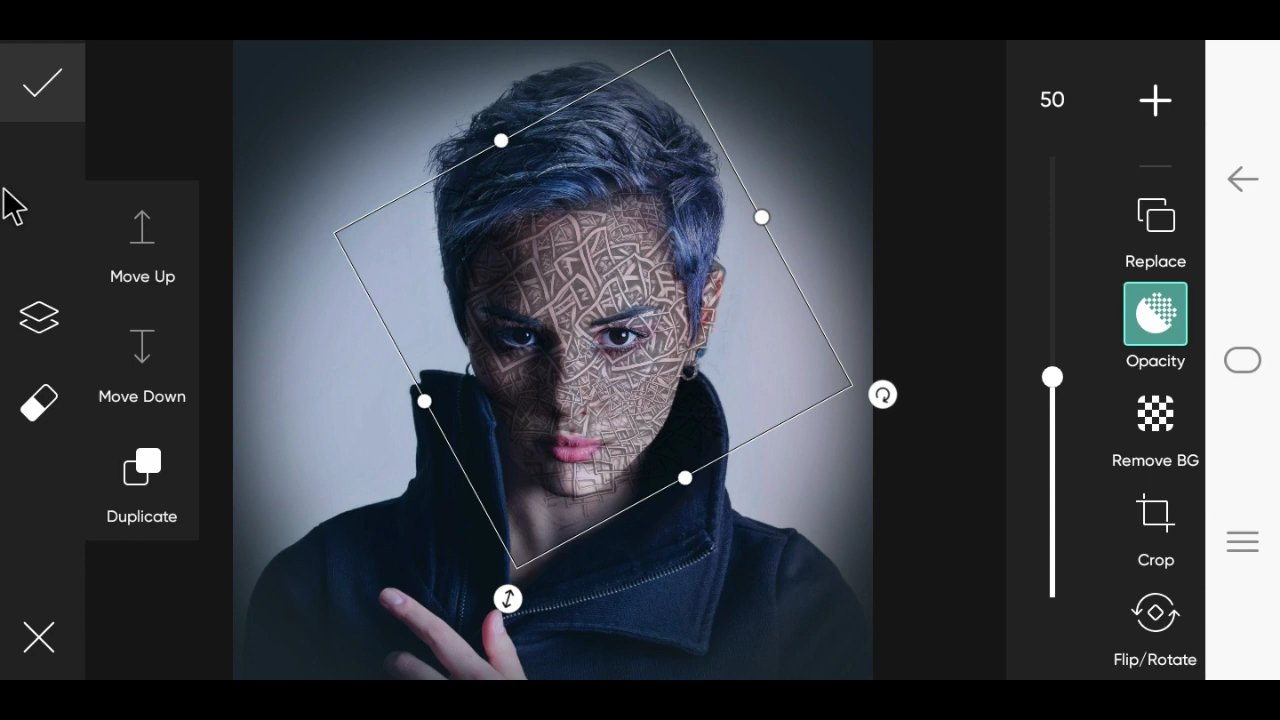 Move Up
Move Down
Duplicate
50
Replace
Opacity
Remove BG
Crop
Flip/Rotate